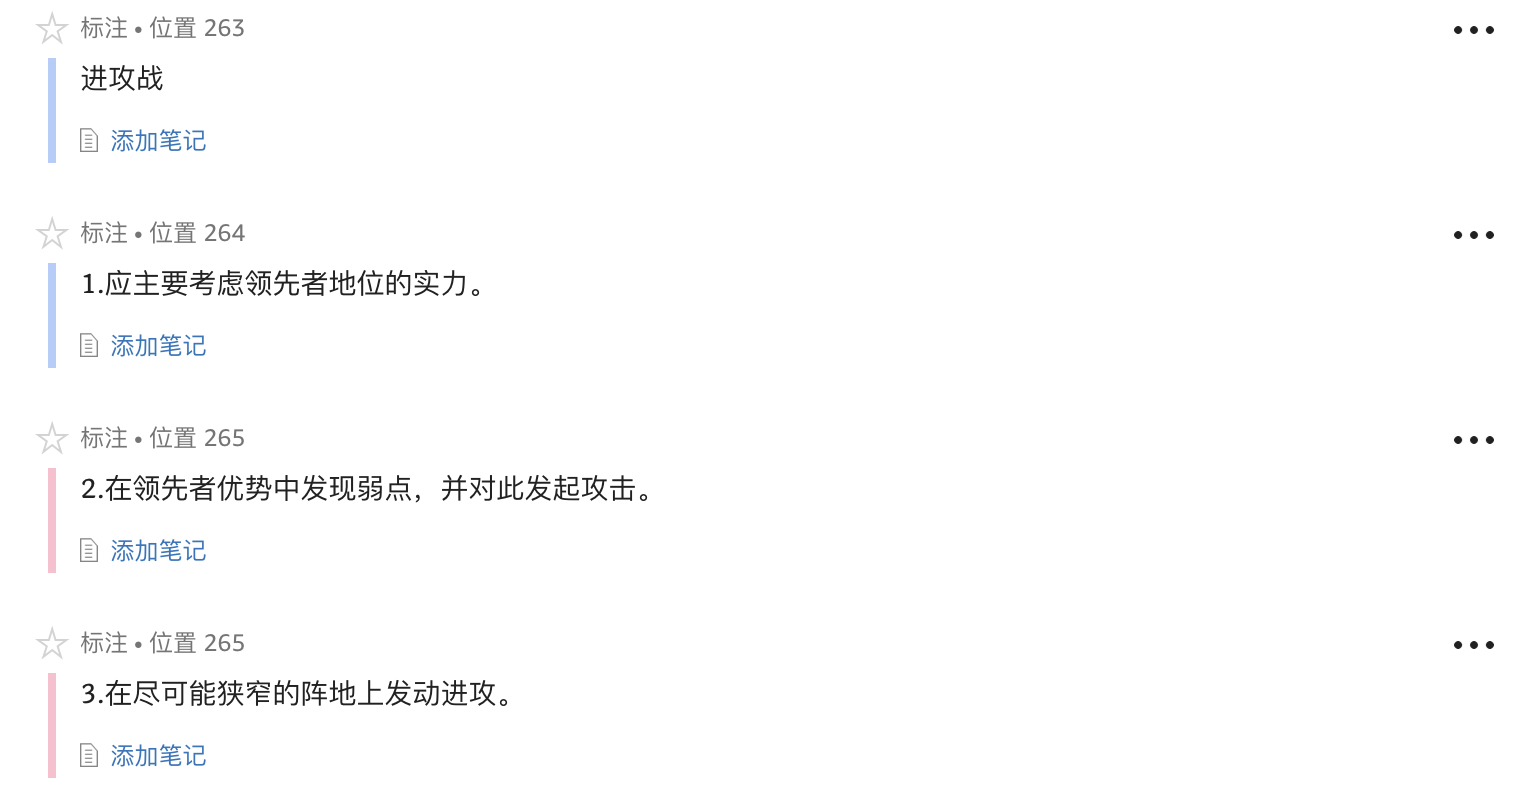 标注 • 位置 263
进攻战
添加笔记
标注 • 位置 264
1.应主要考虑领先者地位的实力。
添加笔记
标注 • 位置 265
2.在领先者优势中发现弱点，并对此发起攻击。
添加笔记
标注 • 位置 265
3.在尽可能狭窄的阵地上发动进攻。
添加笔记